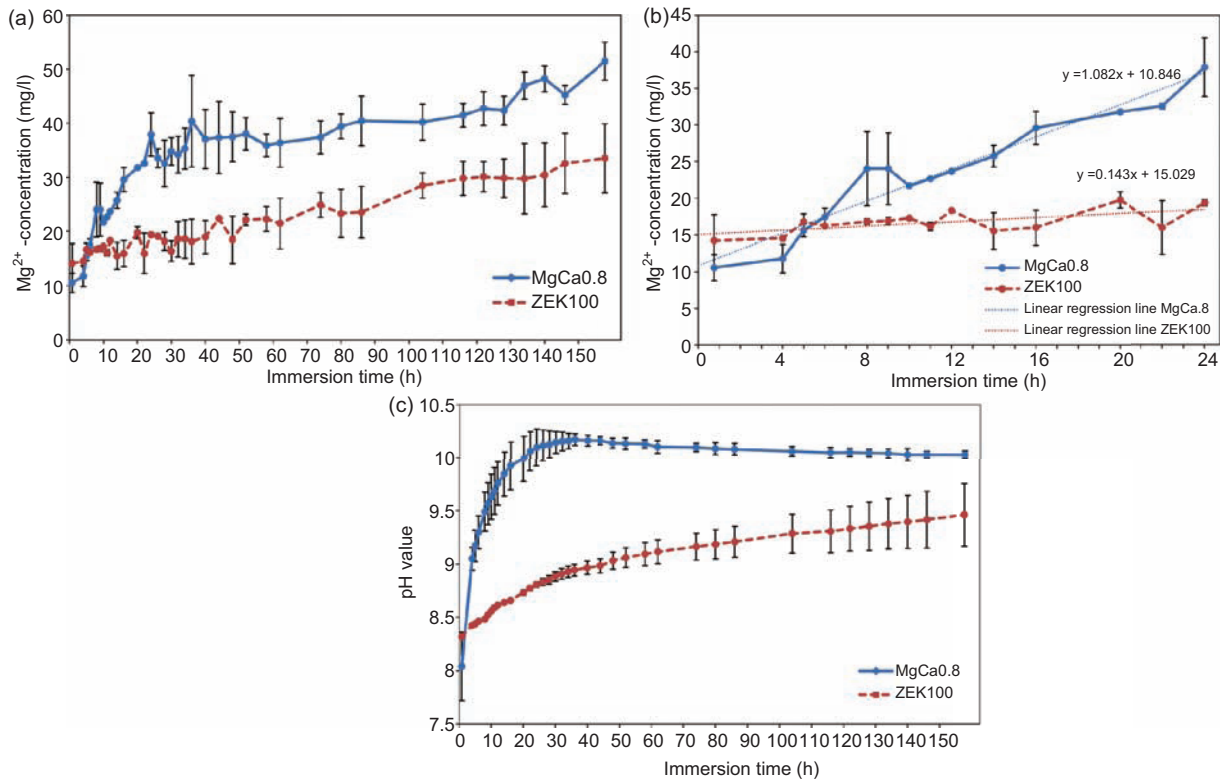 (a)
60
50
40
30
20
10
0
Mg2+ -concentration (mg/l)
0 10 20 30 40 50 60 70 80 90 100 110 120 130 140 150
Immersion time (h)
MgCa0.8
ZEK100
(b)
45
40
35
30
25
20
15
10
5
0
Mg2+ -concentration (mg/l)
0 4 8 12 16 20 24
Immersion time (h)
y =1.082x + 10.846
y=0.143x + 15.029
MgCa0.8
ZEK100
Linear regression line MgCa.8
Linear regression line ZEK100
(c)
10.5
10
9.5
9
8.5
8
7.5
pH value
0 10 20 30 40 50 60 70 80 90 100 110 120 130 140 150
Immersion time (h)
MgCa0.8
ZEK100